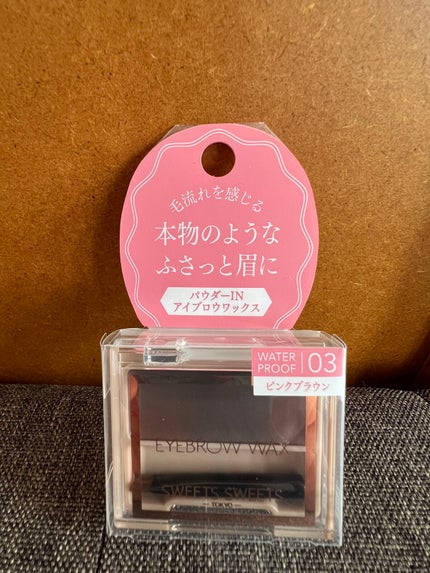 毛流れを感じる
本物のような
ふさっと眉に
パウダーIN
アイブロウワックス
WATER
PROOF
03
ピンクブラウン
EYEBROW WAX
SWEETS SWEETS
TOKYO